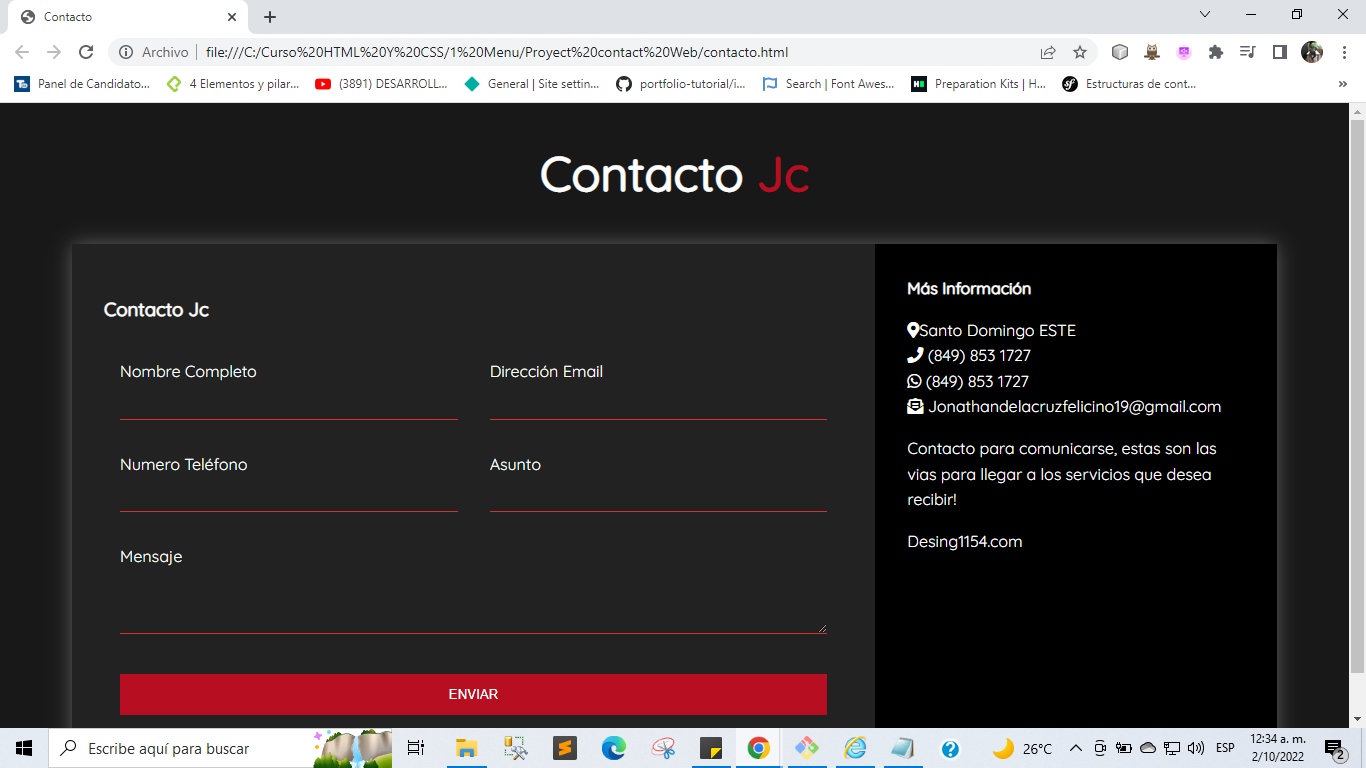 Contacto
Archivo file:///C:/Curso%20HTML%20Y%20CSS/1%20Menu/Proyect%20contact%20Web/contacto.html
Panel de Candidato... 4 Elementos y pilar... (3891) DESARROLL... General | Site settin... portfolio-tutorial/i... Search | Font Awes... Preparation Kits | H... Estructuras de cont... »
Contacto Jc
Contacto Jc
Nombre Completo
Dirección Email
Numero Teléfono
Asunto
Mensaje
ENVIAR
Más Información
Santo Domingo ESTE
(849) 853 1727
(849) 853 1727
Jonathandelacruzfelicino19@gmail.com
Contacto para comunicarse, estas son las
vias para llegar a los servicios que desea
recibir!
Desing1154.com
Escribe aquí para buscar
26°C
ESP
12:34 a. m.
2/10/2022
2